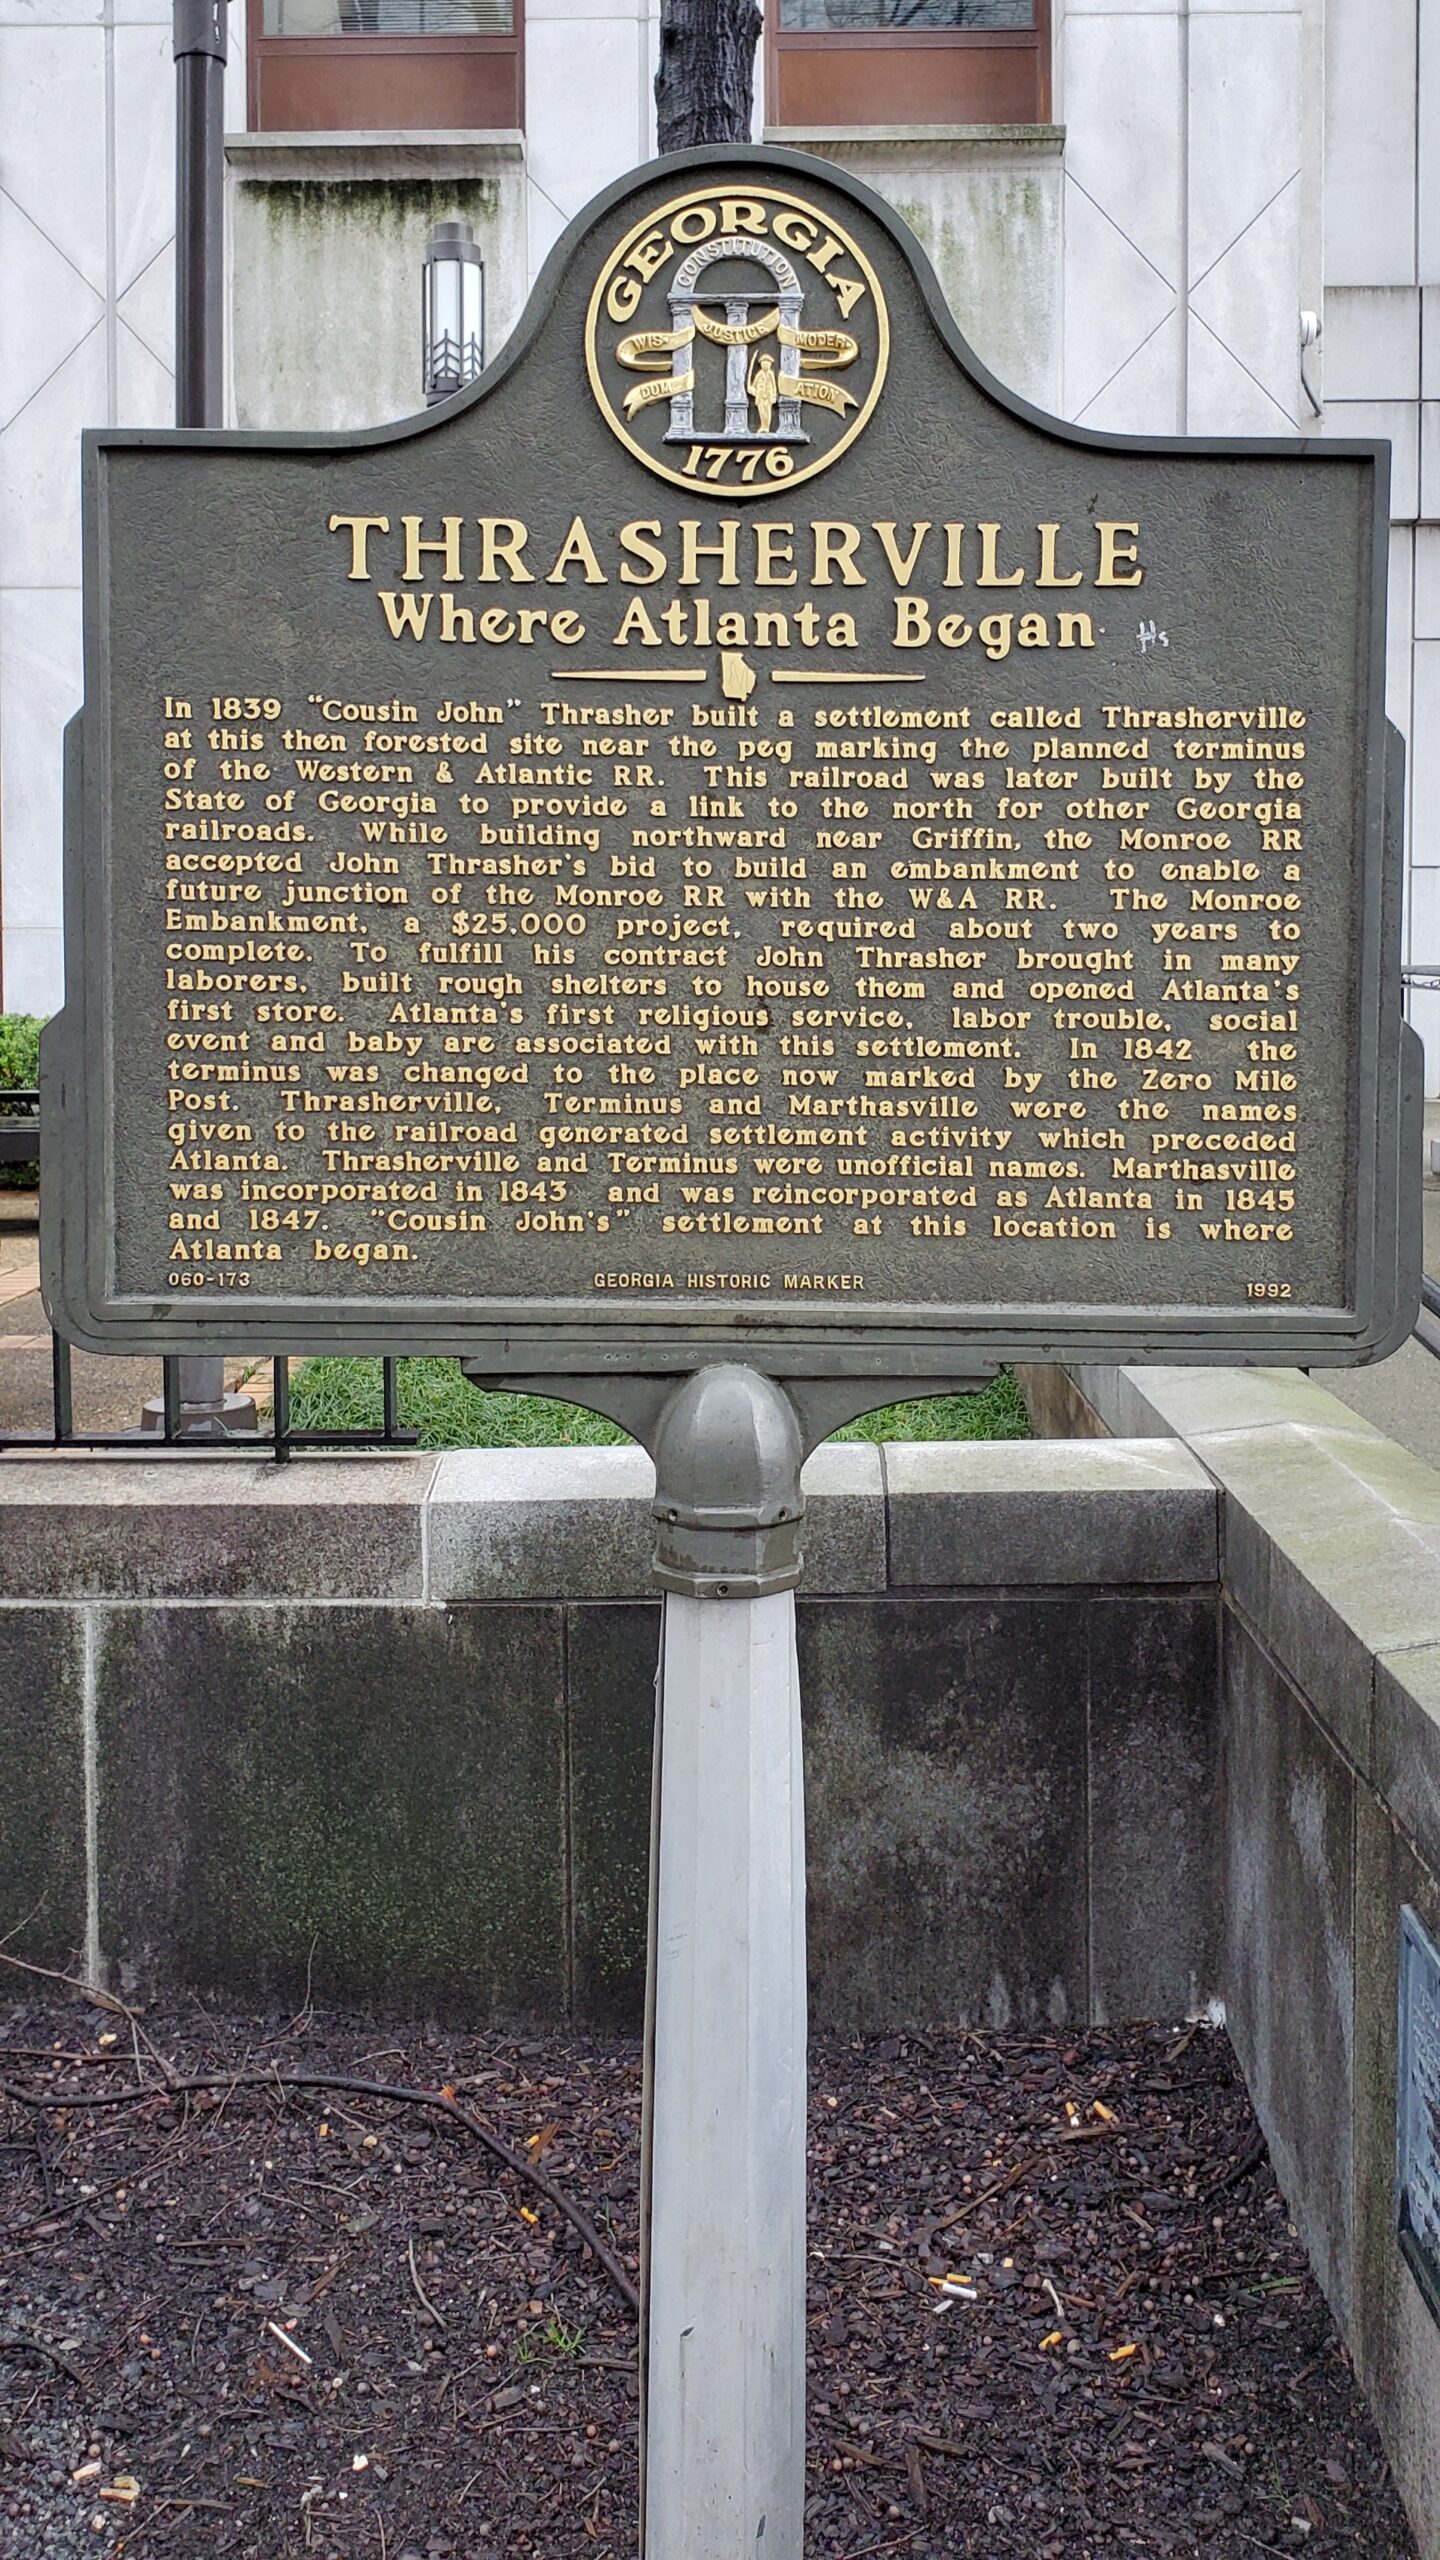 GEORGIA
CONSTITUTION
WIS- JUSTICE MODER-
DOM ATION
1776
THRASHERVILLE
Where Atlanta Began
Hs
In 1839 "Cousin John" Thrasher built a settlement called Thrasherville
at this then forested site near the peg marking the planned terminus
of the Western & Atlantic RR. This railroad was later built by the
State of Georgia to provide a link to the north for other Georgia
railroads. While building northward near Griffin, the Monroe RR
accepted John Thrasher's bid to build an embankment to enable a
future junction of the Monroe RR with the W&A RR. The Monroe
Embankment, a $25,000 project, required about two years to
complete. To fulfill his contract John Thrasher brought in many
laborers, built rough shelters to house them and opened Atlanta's
first store. Atlanta's first religious service, labor trouble, social
event and baby are associated with this settlement. In 1842 the
terminus was changed to the place now marked by the Zero Mile
Post. Thrasherville, Terminus and Marthasville were the names
given to the railroad generated settlement activity which preceded
Atlanta. Thrasherville and Terminus were unofficial names. Marthasville
was incorporated in 1843 and was reincorporated as Atlanta in 1845
and 1847. "Cousin John's" settlement at this location is where
Atlanta began.
060-173 GEORGIA HISTORIC MARKER 1992